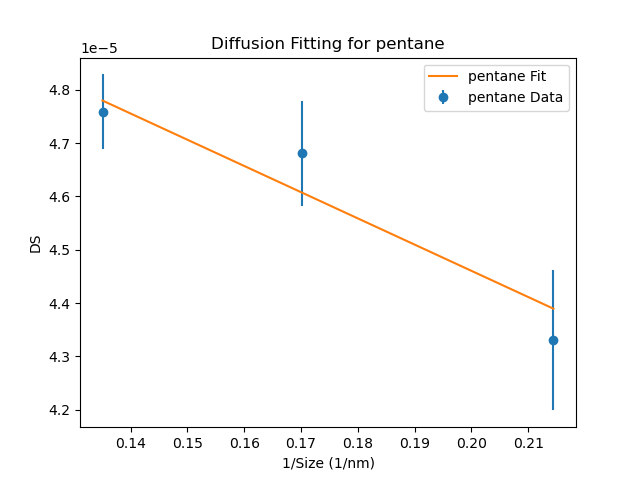 Diffusion Fitting for pentane
1e−5
pentane Fit
pentane Data
4.8
4.7
4.6
4.5
4.4
4.3
4.2
DS
0.14 0.15 0.16 0.17 0.18 0.19 0.20 0.21
1/Size (1/nm)